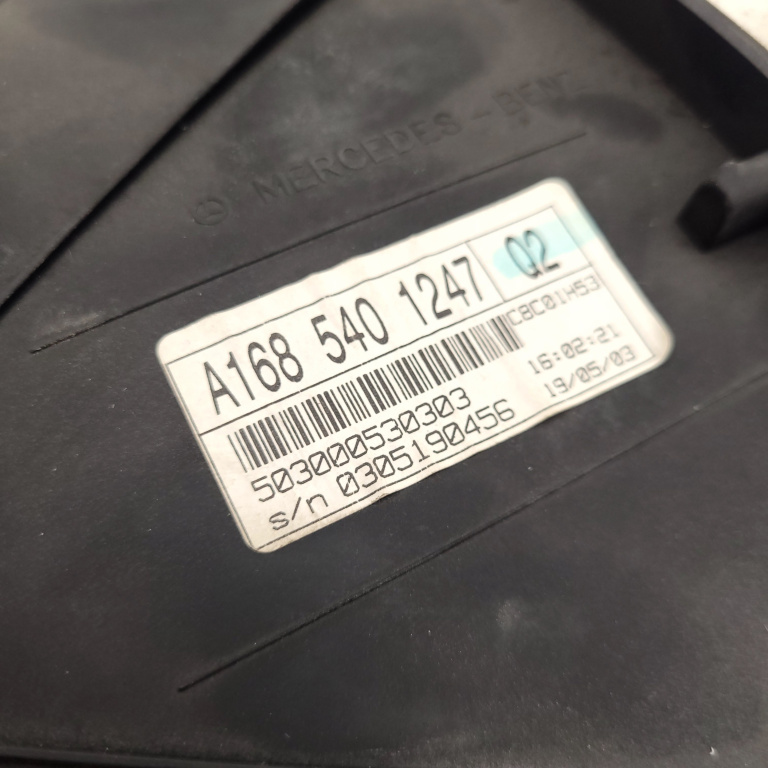 MERCEDES - BENZ
A168 540 1247
Q2
C8C01H53
16:02:21
19/05/03
503000530303
s/n 0305190456